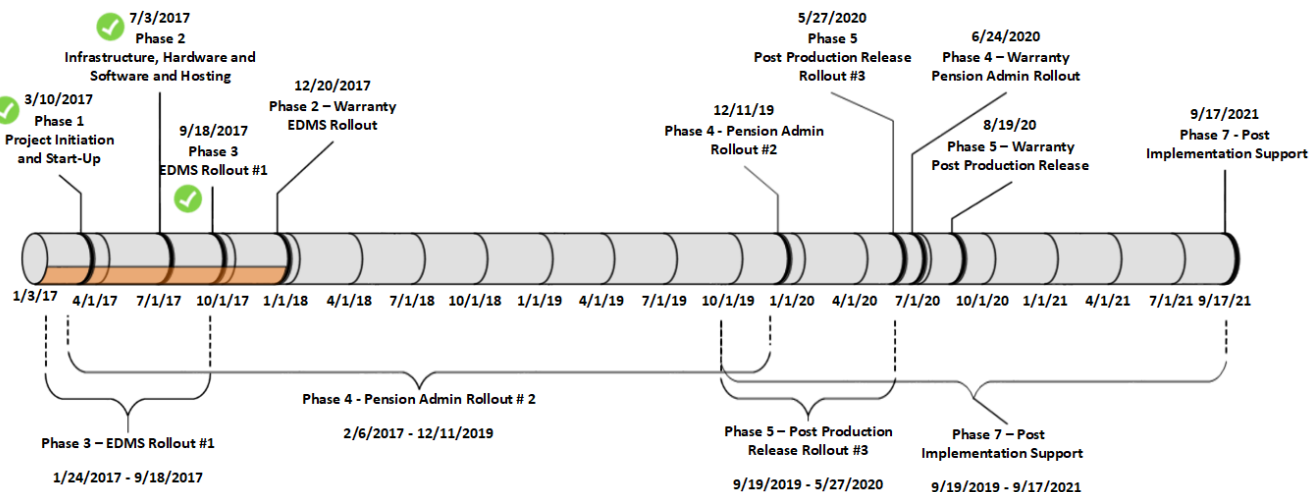 7/3/2017
Phase 2
Infrastructure, Hardware and
Software and Hosting
3/10/2017
Phase 1
Project Initiation
and Start-Up
9/18/2017
Phase 3
EDMS Rollout #1
12/20/2017
Phase 2 – Warranty
EDMS Rollout
12/11/19
Phase 4 - Pension Admin
Rollout #2
5/27/2020
Phase 5
Post Production Release
Rollout #3
6/24/2020
Phase 4 – Warranty
Pension Admin Rollout
8/19/20
Phase 5 – Warranty
Post Production Release
9/17/2021
Phase 7 - Post
Implementation Support
1/3/17 4/1/17 7/1/17 10/1/17 1/1/18 4/1/18 7/1/18 10/1/18 1/1/19 4/1/19 7/1/19 10/1/19 1/1/20 4/1/20 7/1/20 10/1/20 1/1/21 4/1/21 7/1/21 9/17/21
Phase 3 – EDMS Rollout #1
1/24/2017 - 9/18/2017
Phase 4 - Pension Admin Rollout # 2
2/6/2017 - 12/11/2019
Phase 5 – Post Production
Release Rollout #3
9/19/2019 - 5/27/2020
Phase 7 – Post
Implementation Support
9/19/2019 - 9/17/2021